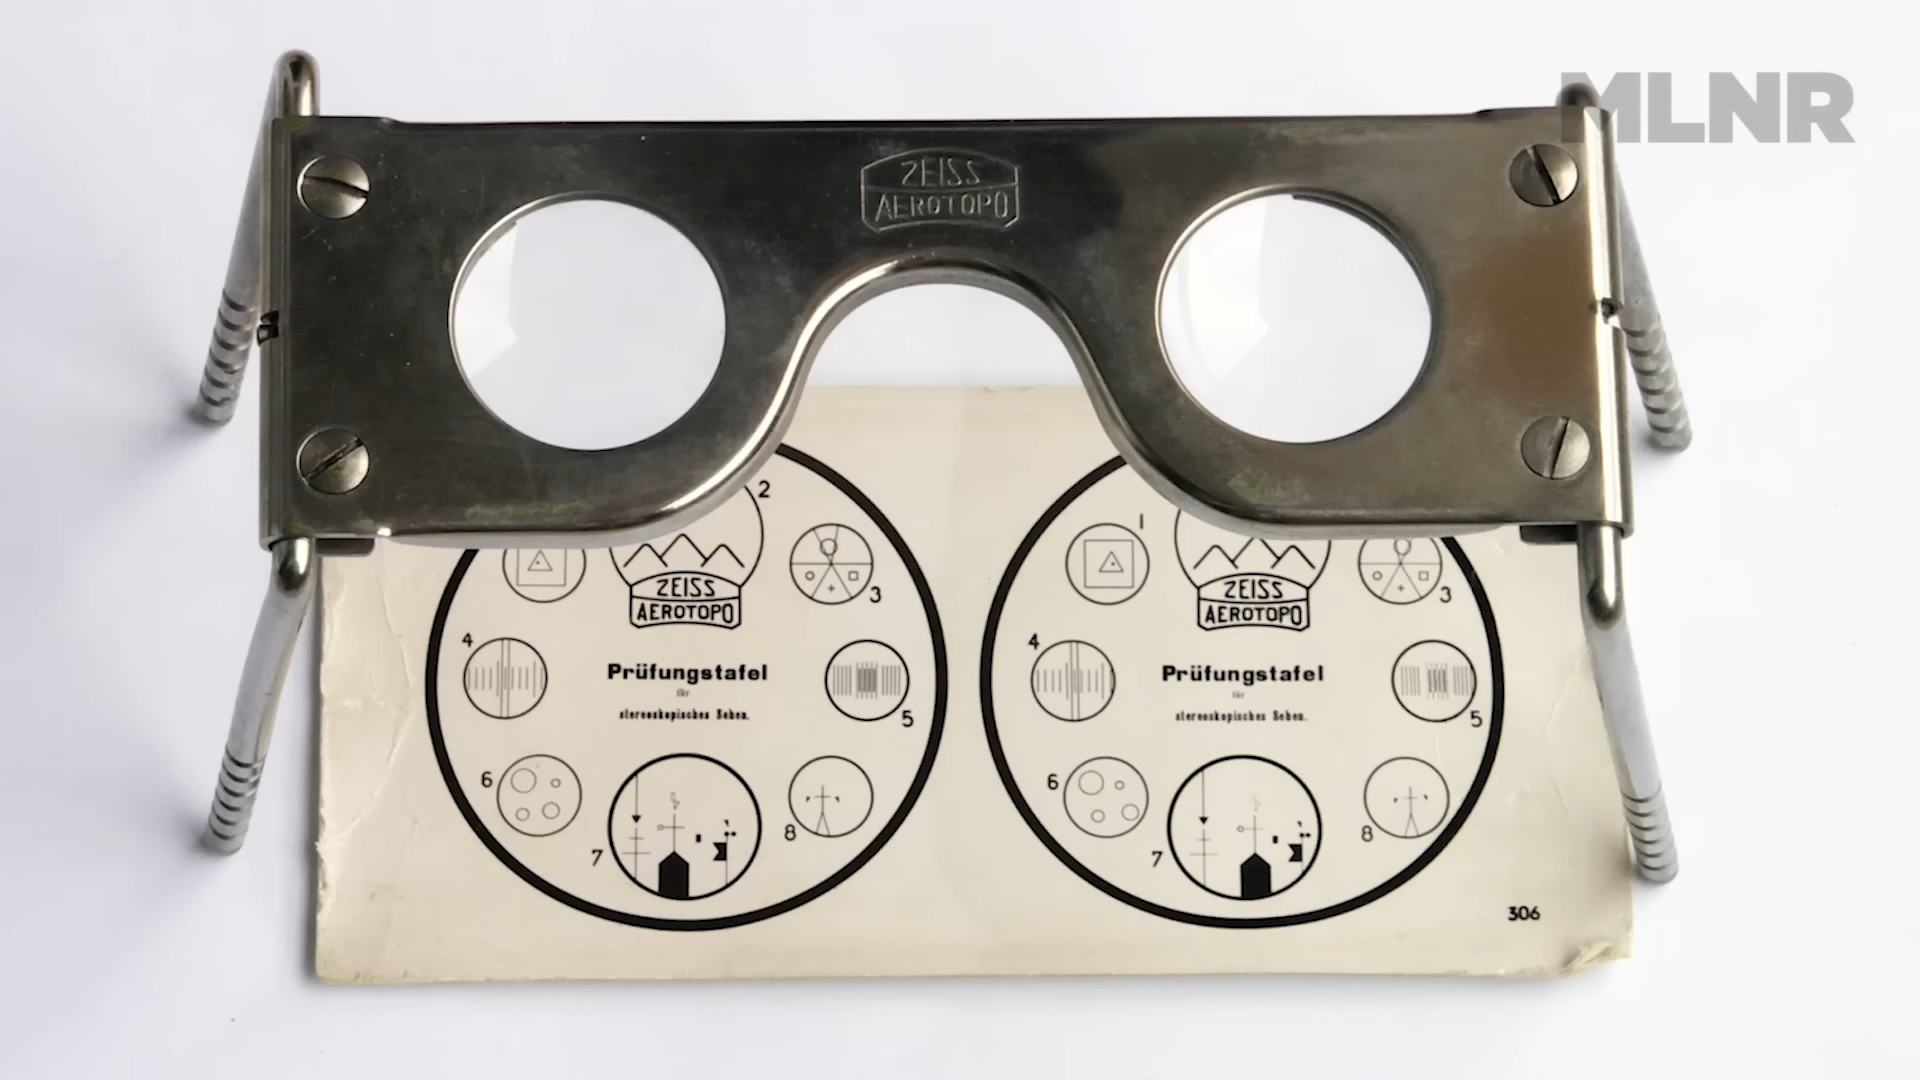 MLNR
ZEISS
AEROTOPO
2
3
ZEISS
AEROTOPO
4
Prüfungstafel
für
stereoskopisches Sehen.
5
6
7
8
1
3
ZEISS
AEROTOPO
4
Prüfungstafel
für
stereoskopisches Sehen.
5
6
7
8
306